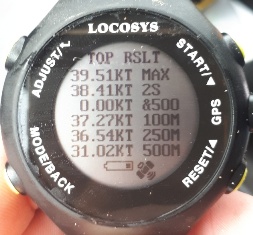 LOCOSYS
ADJUST/
START/▼
TOP RSLT
39.51KT MAX
38.41KT 2S
0.00KT &500
37.27KT 100M
36.54KT 250M
31.02KT 500M
GPS
MODE/BACK
RESET/▲